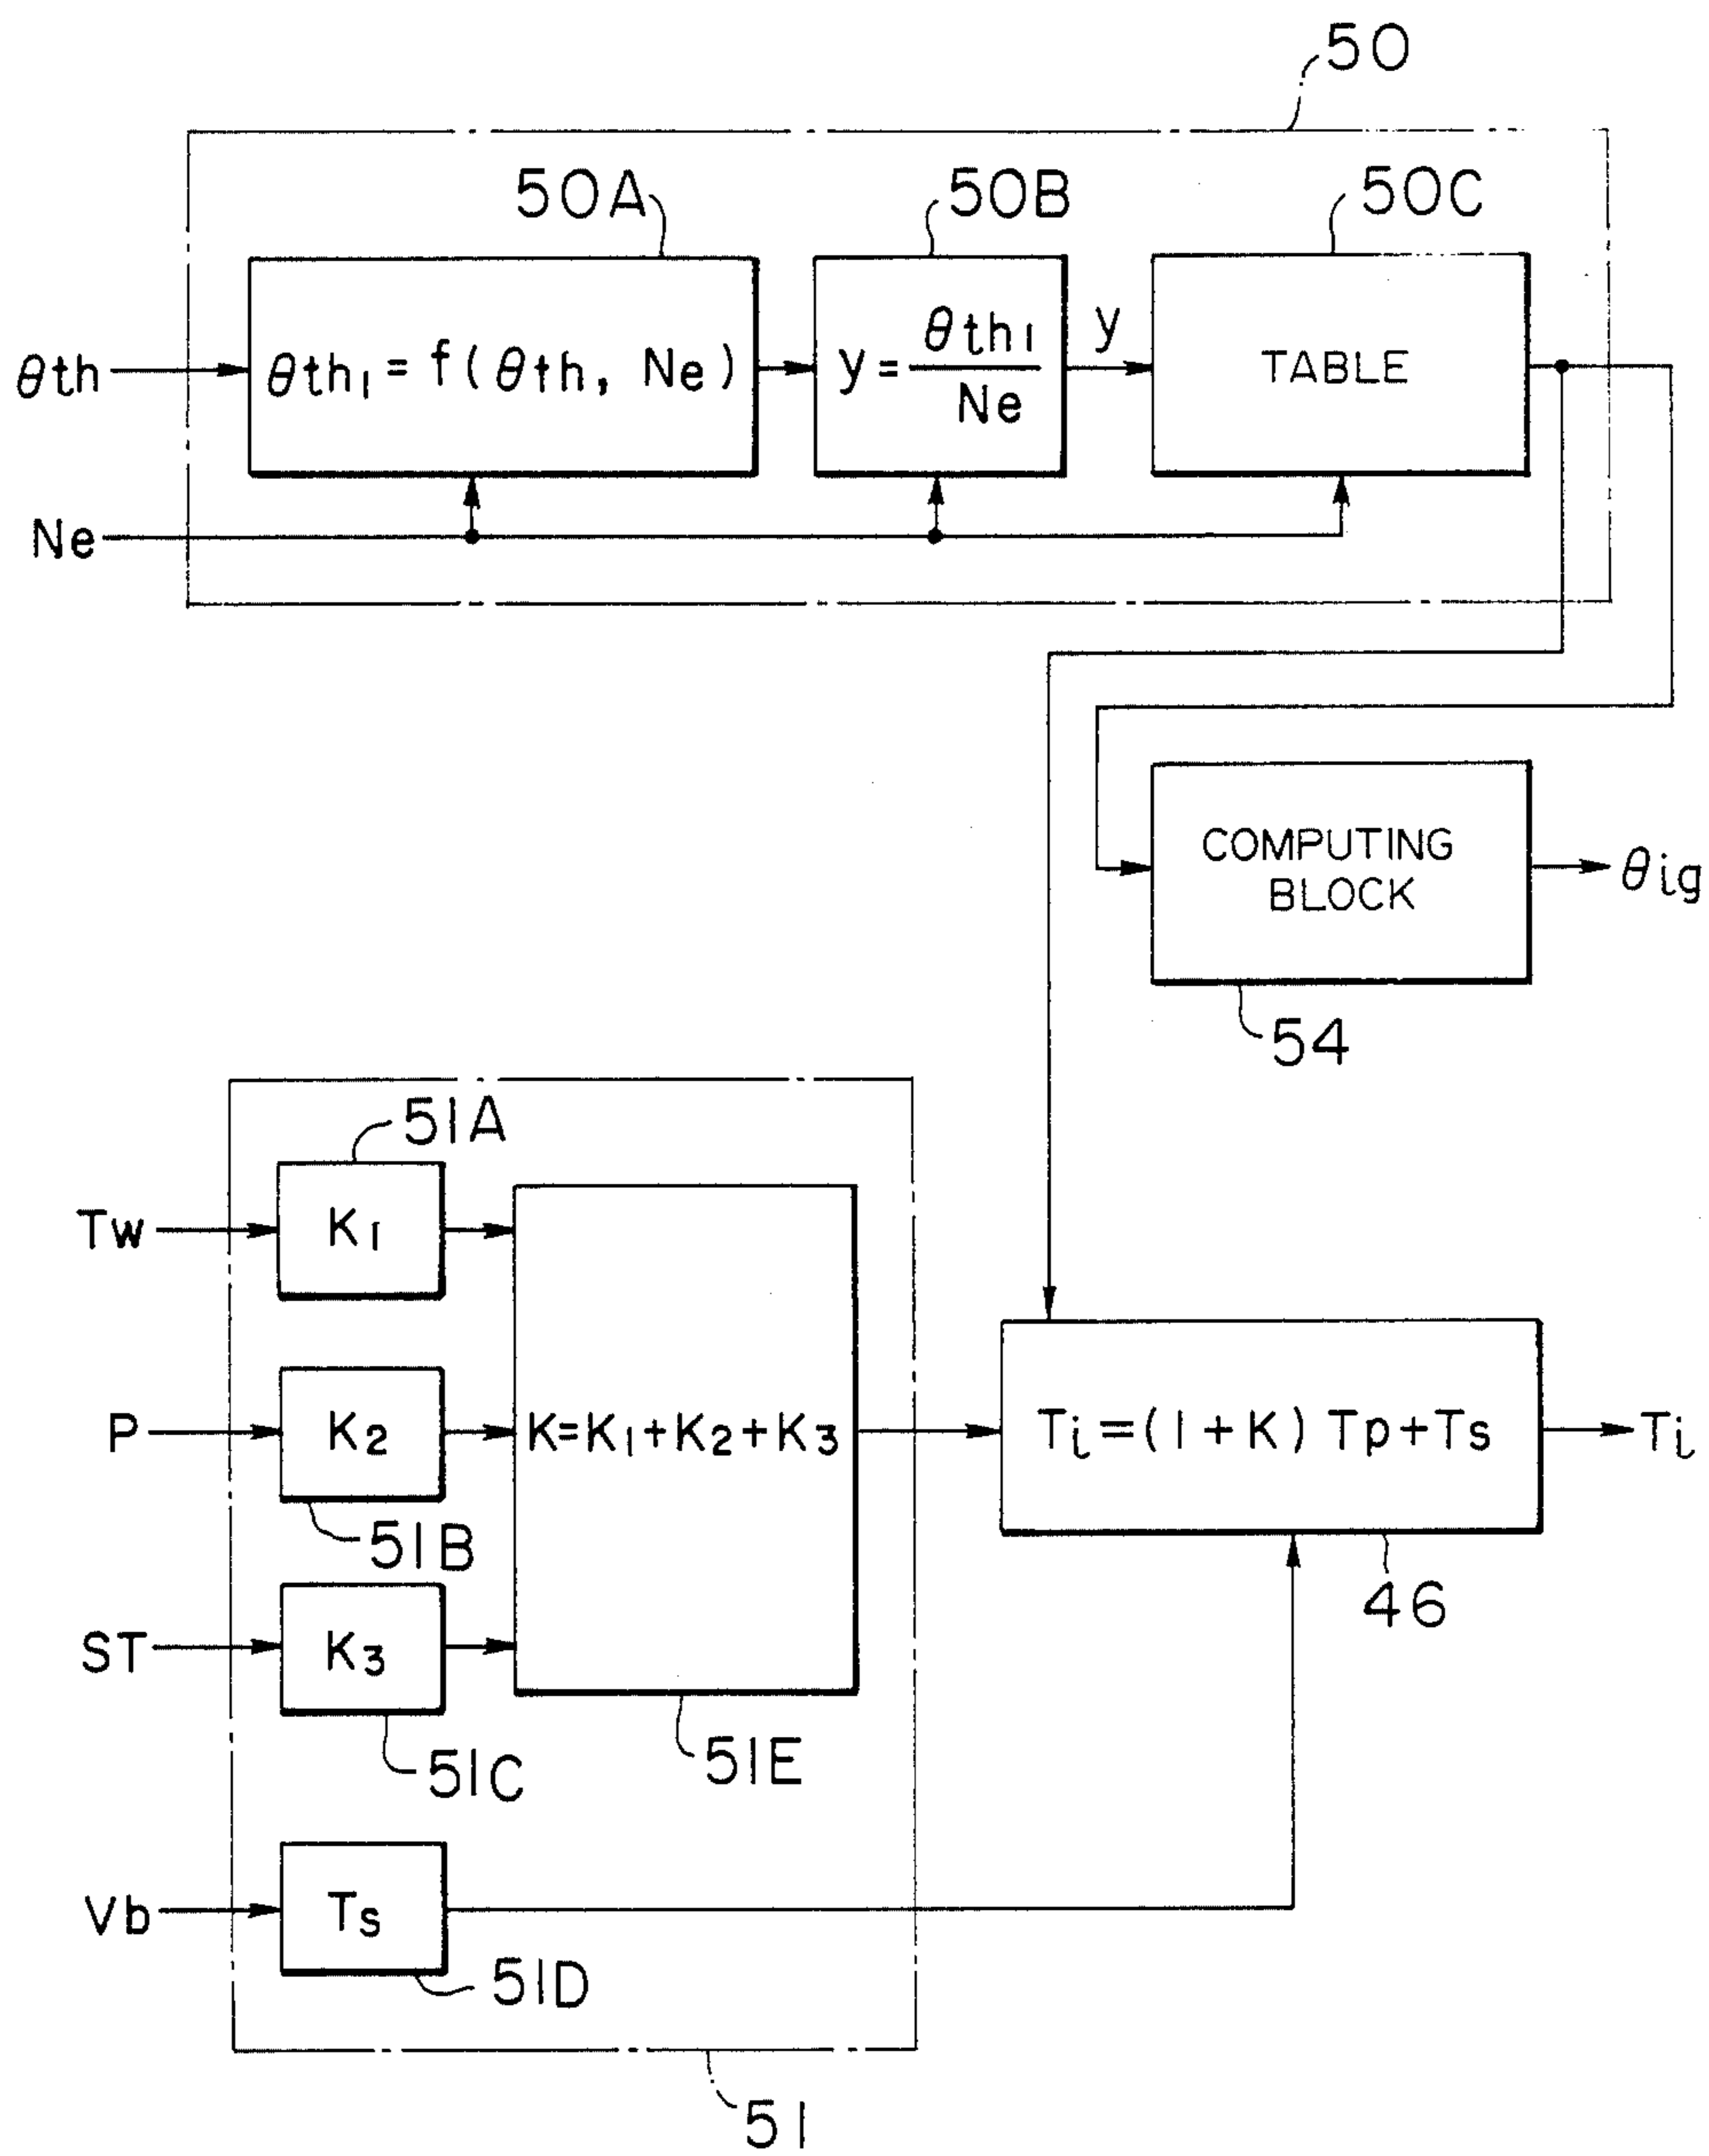 50
50A
50B
50C
θth
θth₁ = f(θth, Ne)
y = θth₁ / Ne
y
TABLE
Ne
COMPUTING
BLOCK
θig
54
51A
Tw
K₁
P
K₂
K=K₁+K₂+K₃
Ti=(1+K) Tp+Ts
Ti
51B
46
ST
K₃
51E
51C
Vb
Ts
51D
51